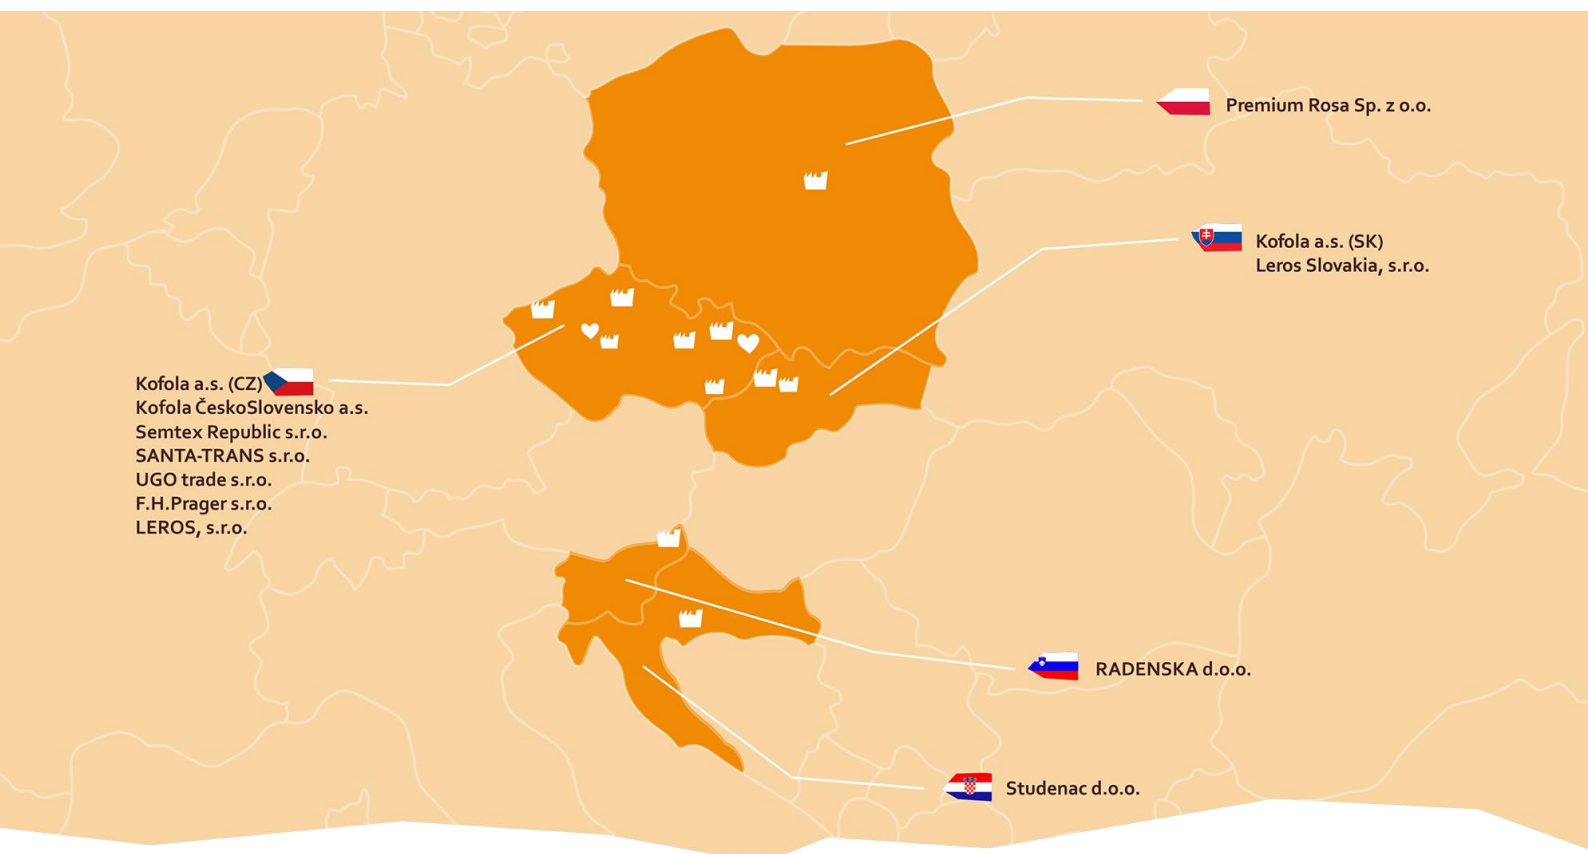 Premium Rosa Sp. z o.o.
Kofola a.s. (SK)
Leros Slovakia, s.r.o.
Kofola a.s. (CZ)
Kofola ČeskoSlovensko a.s.
Semtex Republic s.r.o.
SANTA-TRANS s.r.o.
UGO trade s.r.o.
F.H.Prager s.r.o.
LEROS, s.r.o.
RADENSKA d.o.o.
Studenac d.o.o.